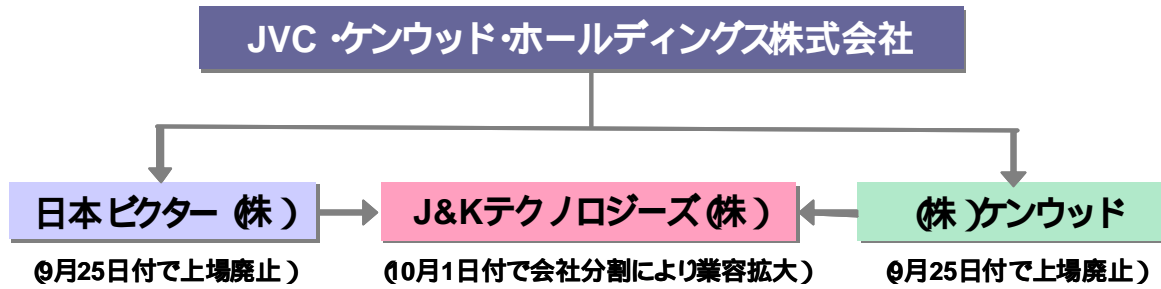 JVC・ケンウッド・ホールディングス株式会社
日本ビクター(株)
J&Kテクノロジーズ(株)
(株)ケンウッド
(9月25日付で上場廃止)
(10月1日付で会社分割により業容拡大)
(9月25日付で上場廃止)